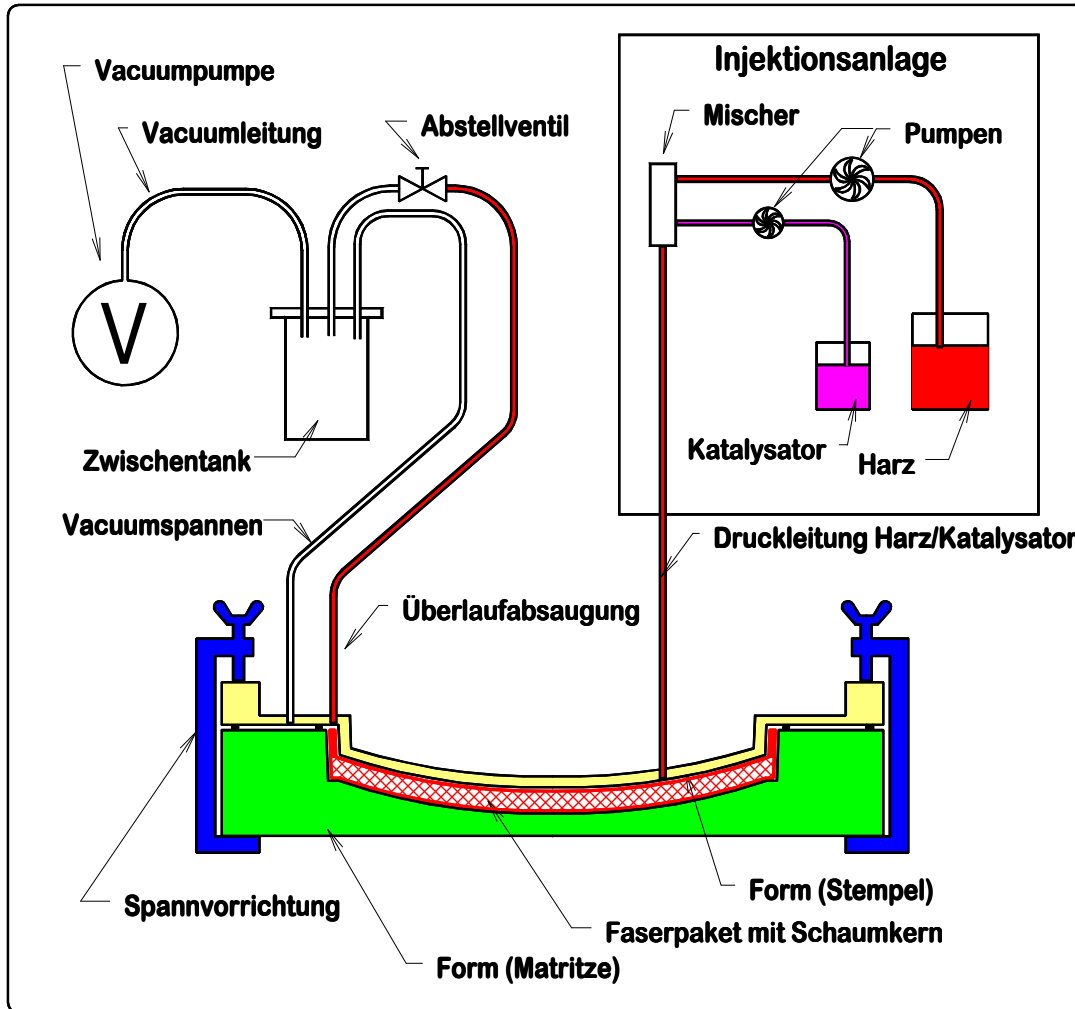 Injektionsanlage
Vacuumpumpe
Vacuumleitung
Abstellventil
Mischer
Pumpen
V
Zwischentank
Katalysator
Harz
Vacuumspannen
Druckleitung Harz/Katalysator
Überlaufabsaugung
Spannvorrichtung
Form (Stempel)
Faserpaket mit Schaumkern
Form (Matritze)